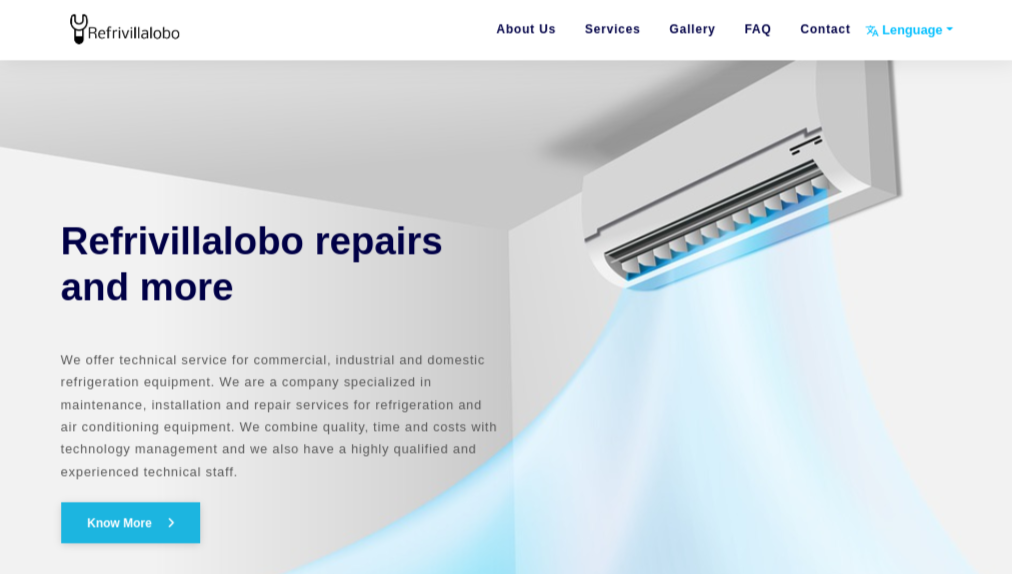 Refrivillalobo
About Us Services Gallery FAQ Contact Lenguage
Refrivillalobo repairs
and more
We offer technical service for commercial, industrial and domestic
refrigeration equipment. We are a company specialized in
maintenance, installation and repair services for refrigeration and
air conditioning equipment. We combine quality, time and costs with
technology management and we also have a highly qualified and
experienced technical staff.
Know More